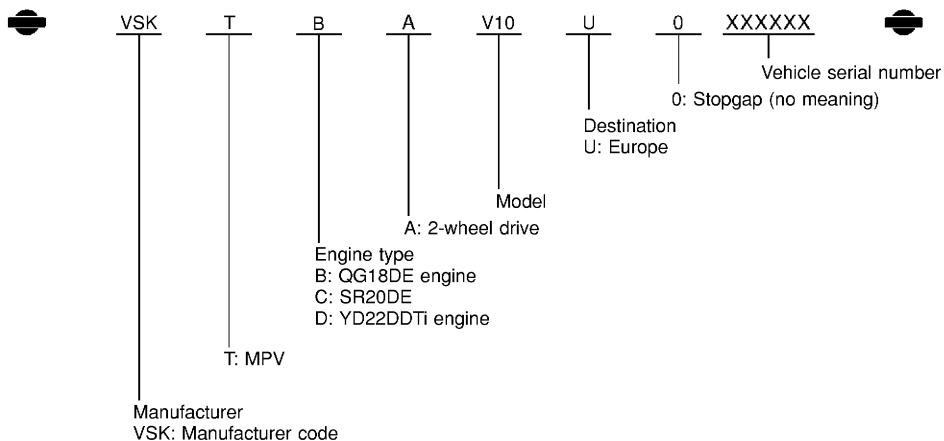 VSK T B A V10 U 0 XXXXXX
Vehicle serial number
0: Stopgap (no meaning)
Destination
U: Europe
Model
A: 2-wheel drive
Engine type
B: QG18DE engine
C: SR20DE
D: YD22DDTi engine
T: MPV
Manufacturer
VSK: Manufacturer code